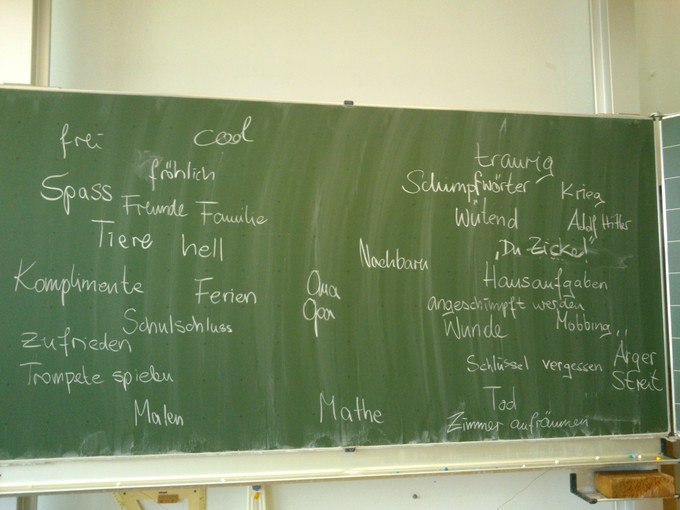 frei cool
fröhlich
Spass
Freunde Familie
Tiere hell
Komplimente Ferien
Schulschluss
Zufrieden
Trompete spielen
Malen
Nachbarn
Oma
Opa
Mathe
traurig
Schimpfwörter Krieg
Wütend Adolf Hitler
„Du Zicke!"
Hausaufgaben
angeschimpft werden
Wunde Mobbing
Schlüssel vergessen Ärger
Streit
Tod
Zimmer aufräumen